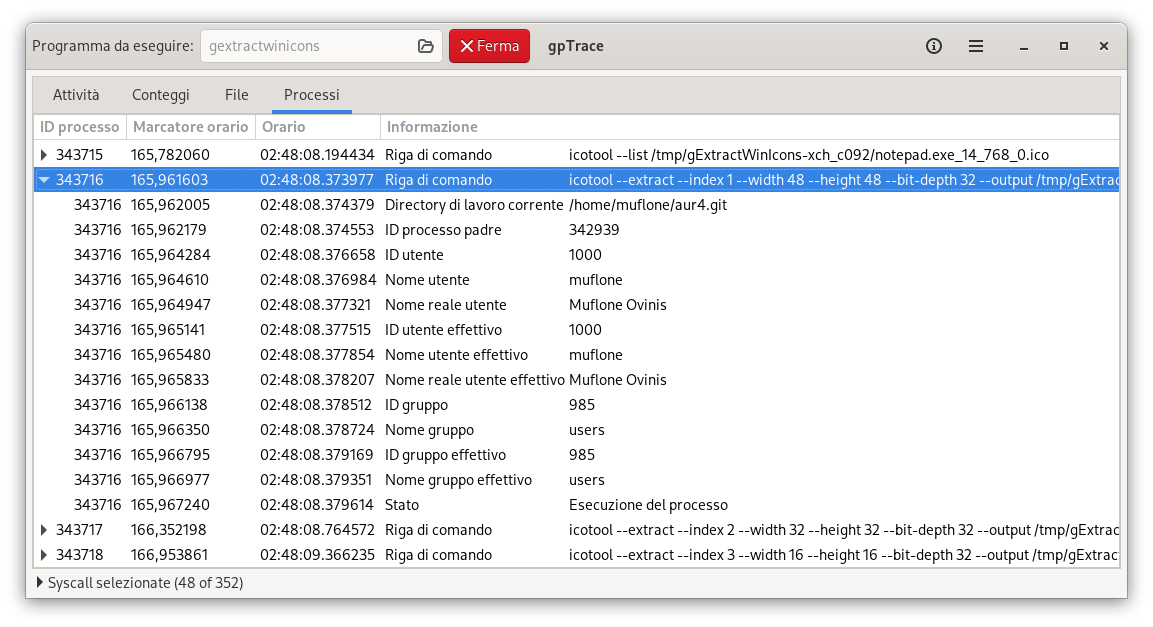 Programma da eseguire: gextractwinicons Ferma gpTrace
Attività Conteggi File Processi
ID processo Marcatore orario Orario Informazione
343715 165,782060 02:48:08.194434 Riga di comando icotool --list /tmp/gExtractWinIcons-xch_c092/notepad.exe_14_768_0.ico
343716 165,961603 02:48:08.373977 Riga di comando icotool --extract --index 1 --width 48 --height 48 --bit-depth 32 --output /tmp/gExtrac
343716 165,962005 02:48:08.374379 Directory di lavoro corrente /home/muflone/aur4.git
343716 165,962179 02:48:08.374553 ID processo padre 342939
343716 165,964284 02:48:08.376658 ID utente 1000
343716 165,964610 02:48:08.376984 Nome utente muflone
343716 165,964947 02:48:08.377321 Nome reale utente Muflone Ovinis
343716 165,965141 02:48:08.377515 ID utente effettivo 1000
343716 165,965480 02:48:08.377854 Nome utente effettivo muflone
343716 165,965833 02:48:08.378207 Nome reale utente effettivo Muflone Ovinis
343716 165,966138 02:48:08.378512 ID gruppo 985
343716 165,966350 02:48:08.378724 Nome gruppo users
343716 165,966795 02:48:08.379169 ID gruppo effettivo 985
343716 165,966977 02:48:08.379351 Nome gruppo effettivo users
343716 165,967240 02:48:08.379614 Stato Esecuzione del processo
343717 166,352198 02:48:08.764572 Riga di comando icotool --extract --index 2 --width 32 --height 32 --bit-depth 32 --output /tmp/gExtrac
343718 166,953861 02:48:09.366235 Riga di comando icotool --extract --index 3 --width 16 --height 16 --bit-depth 32 --output /tmp/gExtract
Syscall selezionate (48 of 352)